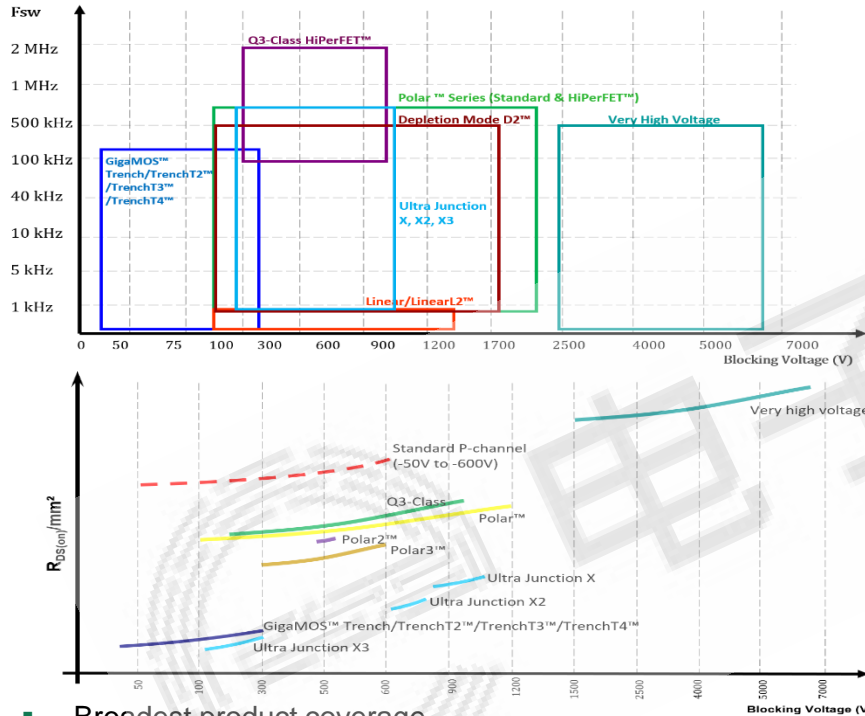 Fsw
Q3-Class HiPerFET™
2 MHz
1 MHz
Polar ™ Series (Standard & HiPerFET™)
500 kHz
Depletion Mode D2™
Very High Voltage
100 kHz
GigaMOS™
Trench/TrenchT2™
/TrenchT3™
/TrenchT4™
40 kHz
Ultra Junction
X, X2, X3
10 kHz
5 kHz
Linear/LinearL2™
1 kHz
0 50 75 100 300 600 900 1200 1700 2500 4000 5000 7000
Blocking Voltage (V)
Very high voltage
Standard P-channel
(-50V to -600V)
Q3-Class
Polar™
RDS(on)/mm²
Polar2™
Polar3™
Ultra Junction X
Ultra Junction X2
GigaMOS™ Trench/TrenchT2™/TrenchT3™/TrenchT4™
Ultra Junction X3
50 100 300 500 600 900 1200 1500 2500 4000 5000 7000
Blocking Voltage (V
Broadest product coverage